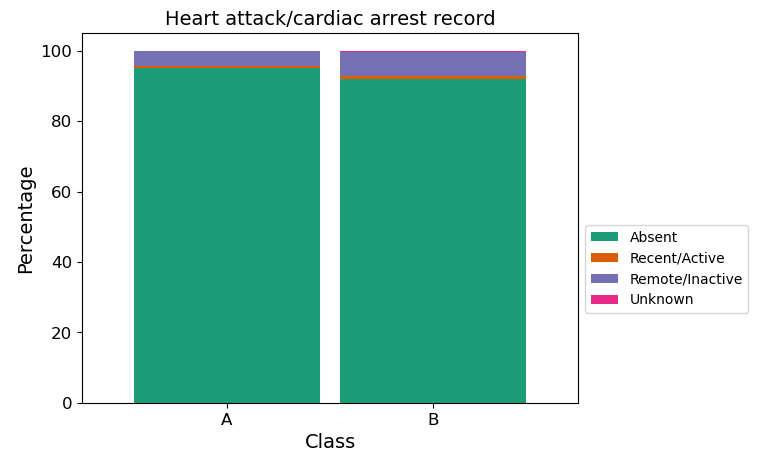 Heart attack/cardiac arrest record
Percentage
100
80
60
40
20
0
A B
Class
Absent
Recent/Active
Remote/Inactive
Unknown